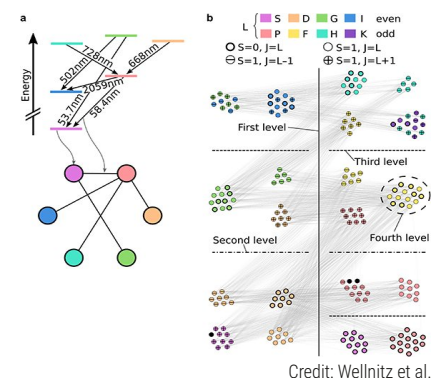 a
Energy
728nm
668nm
502nm
2059nm
53.7nm
58.4nm
b
L
S D G I even
P F H K odd
S=0, J=L
S=1, J=L
S=1, J=L-1
S=1, J=L+1
First level
Third level
Second level
Fourth level
Credit: Wellnitz et al.